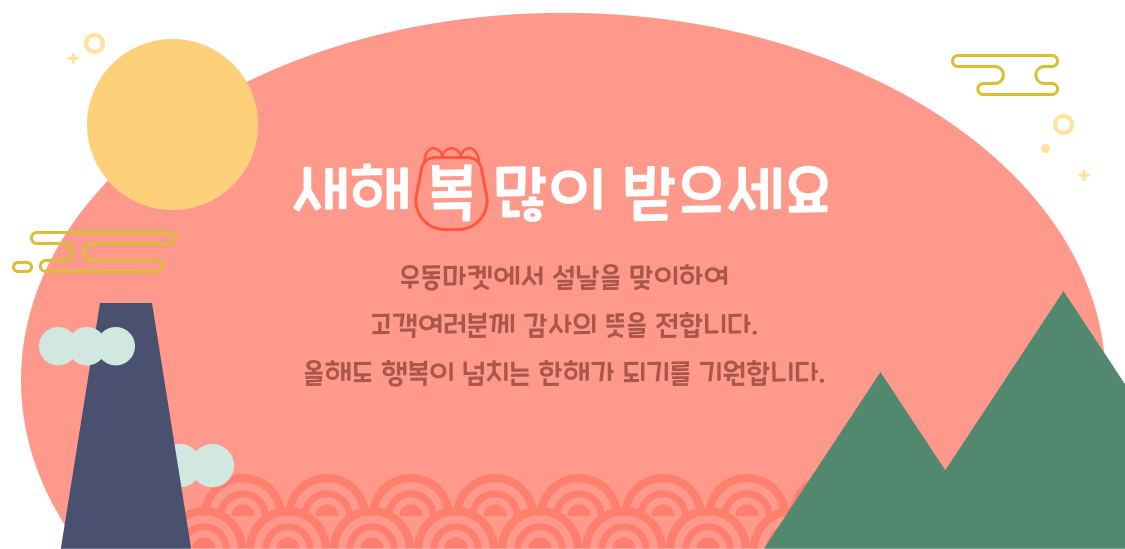 새해 복 많이 받으세요
우동마켓에서 설날을 맞이하여
고객여러분께 감사의 뜻을 전합니다.
올해도 행복이 넘치는 한해가 되기를 기원합니다.